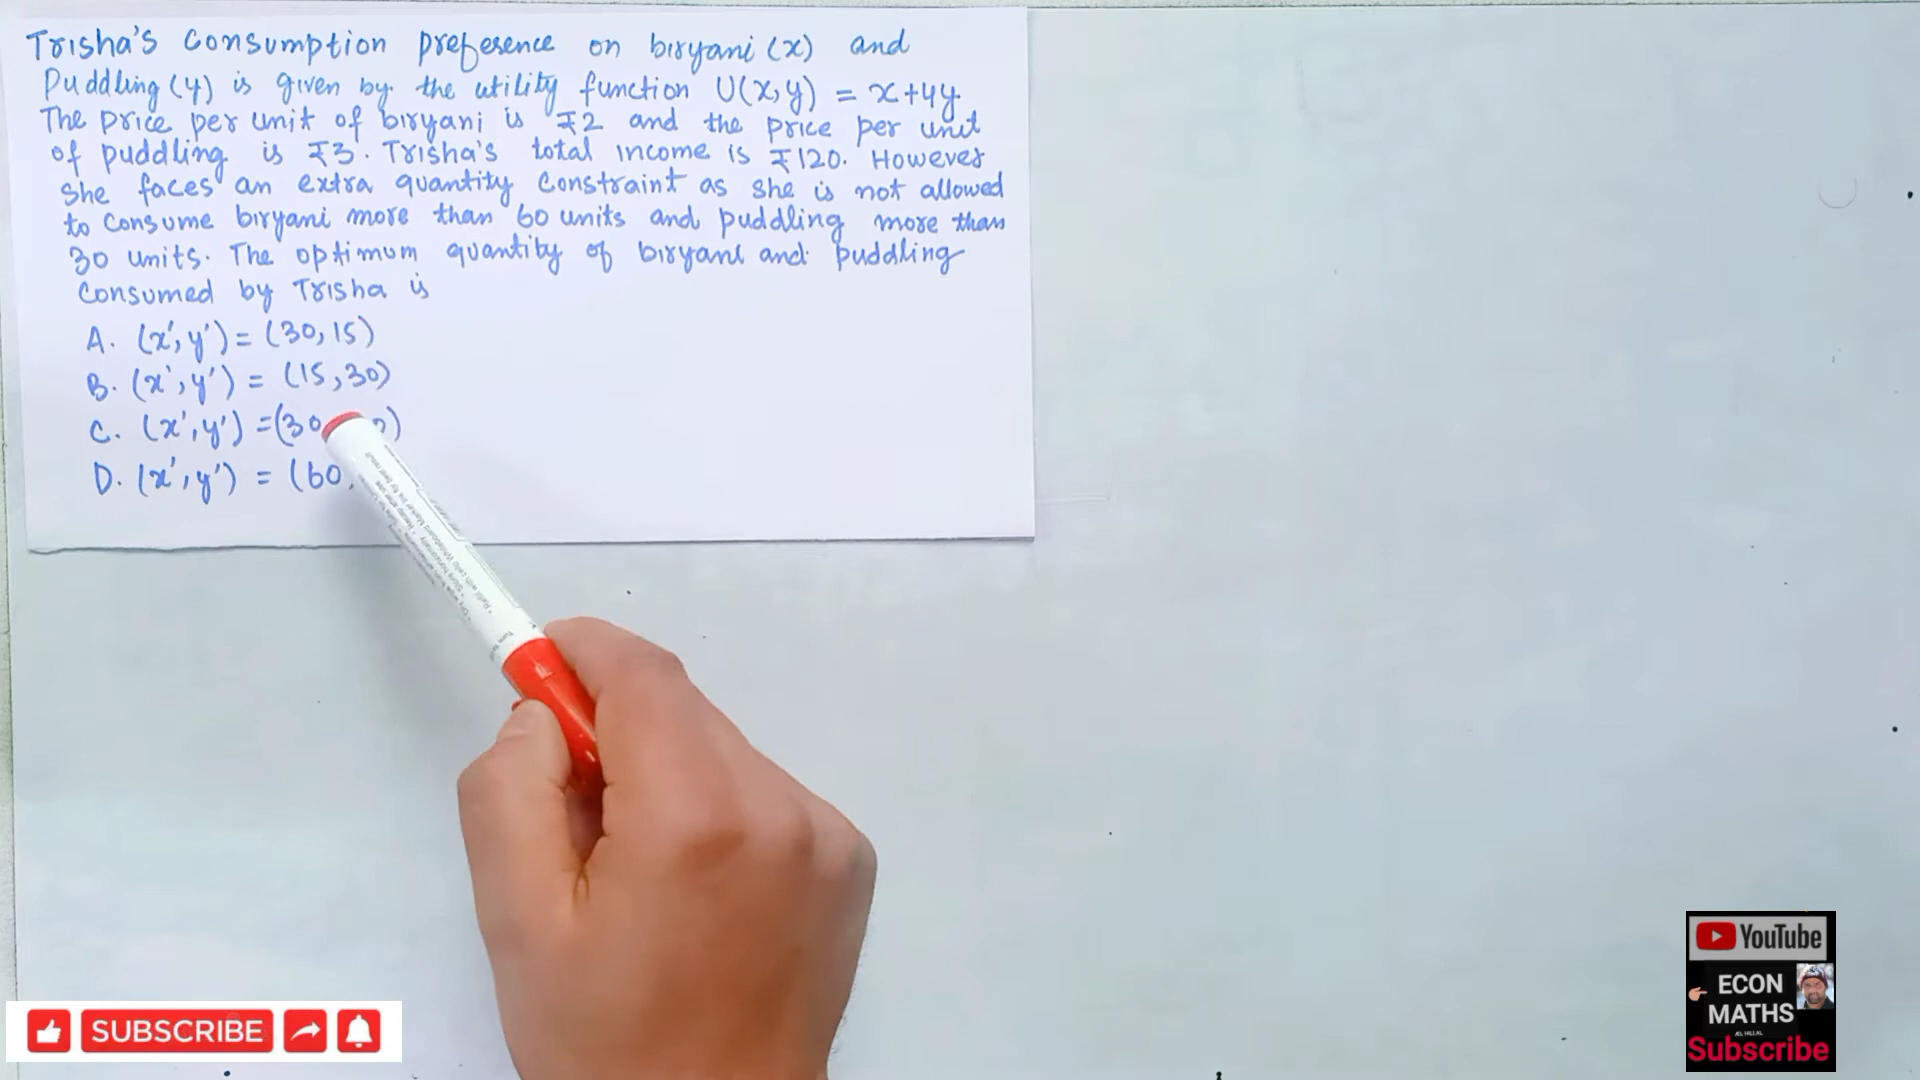 Trisha's consumption preference on biryani (x) and
Puddling (y) is given by the utility function U(x,y) = x+4y
The price per unit of biryani is ₹2 and the price per unit
of puddling is ₹3. Trisha's total income is ₹120. However
she faces an extra quantity constraint as she is not allowed
to consume biryani more than 60 units and puddling more than
30 units. The optimum quantity of biryani and puddling
consumed by Trisha is
A. (x',y') = (30,15)
B. (x',y') = (15,30)
C. (x',y') = (30
D. (x',y') = (60,
SUBSCRIBE
YouTube
ECON
MATHS
Subscribe